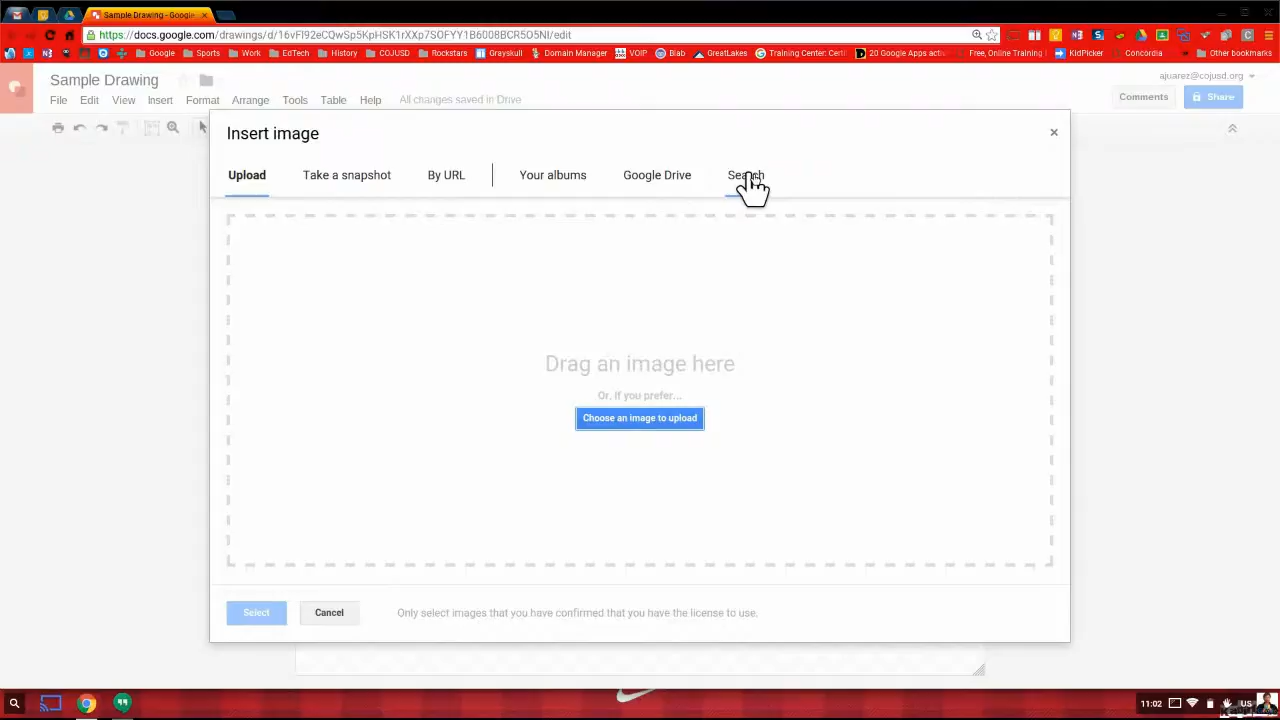 Sample Drawing - Google
https://docs.google.com/drawings/d/16vFI92eCQwSp5KpHSK1rXXp7SOFYY1B6008BCR5O5NI/edit
Google Sports Work EdTech History COJUSD Rockstars Grayskull Domain Manager VOIP Blab GreatLakes Training Center: Certi 20 Google Apps activ Free, Online Training KidPicker Concordia Other bookmarks
Sample Drawing
ajuarez@cojusd.org
File Edit View Insert Format Arrange Tools Table Help All changes saved in Drive
Comments Share
Insert image
Upload Take a snapshot By URL Your albums Google Drive Search
Drag an image here
Or, if you prefer...
Choose an image to upload
Select Cancel Only select images that you have confirmed that you have the license to use.
11:02 US